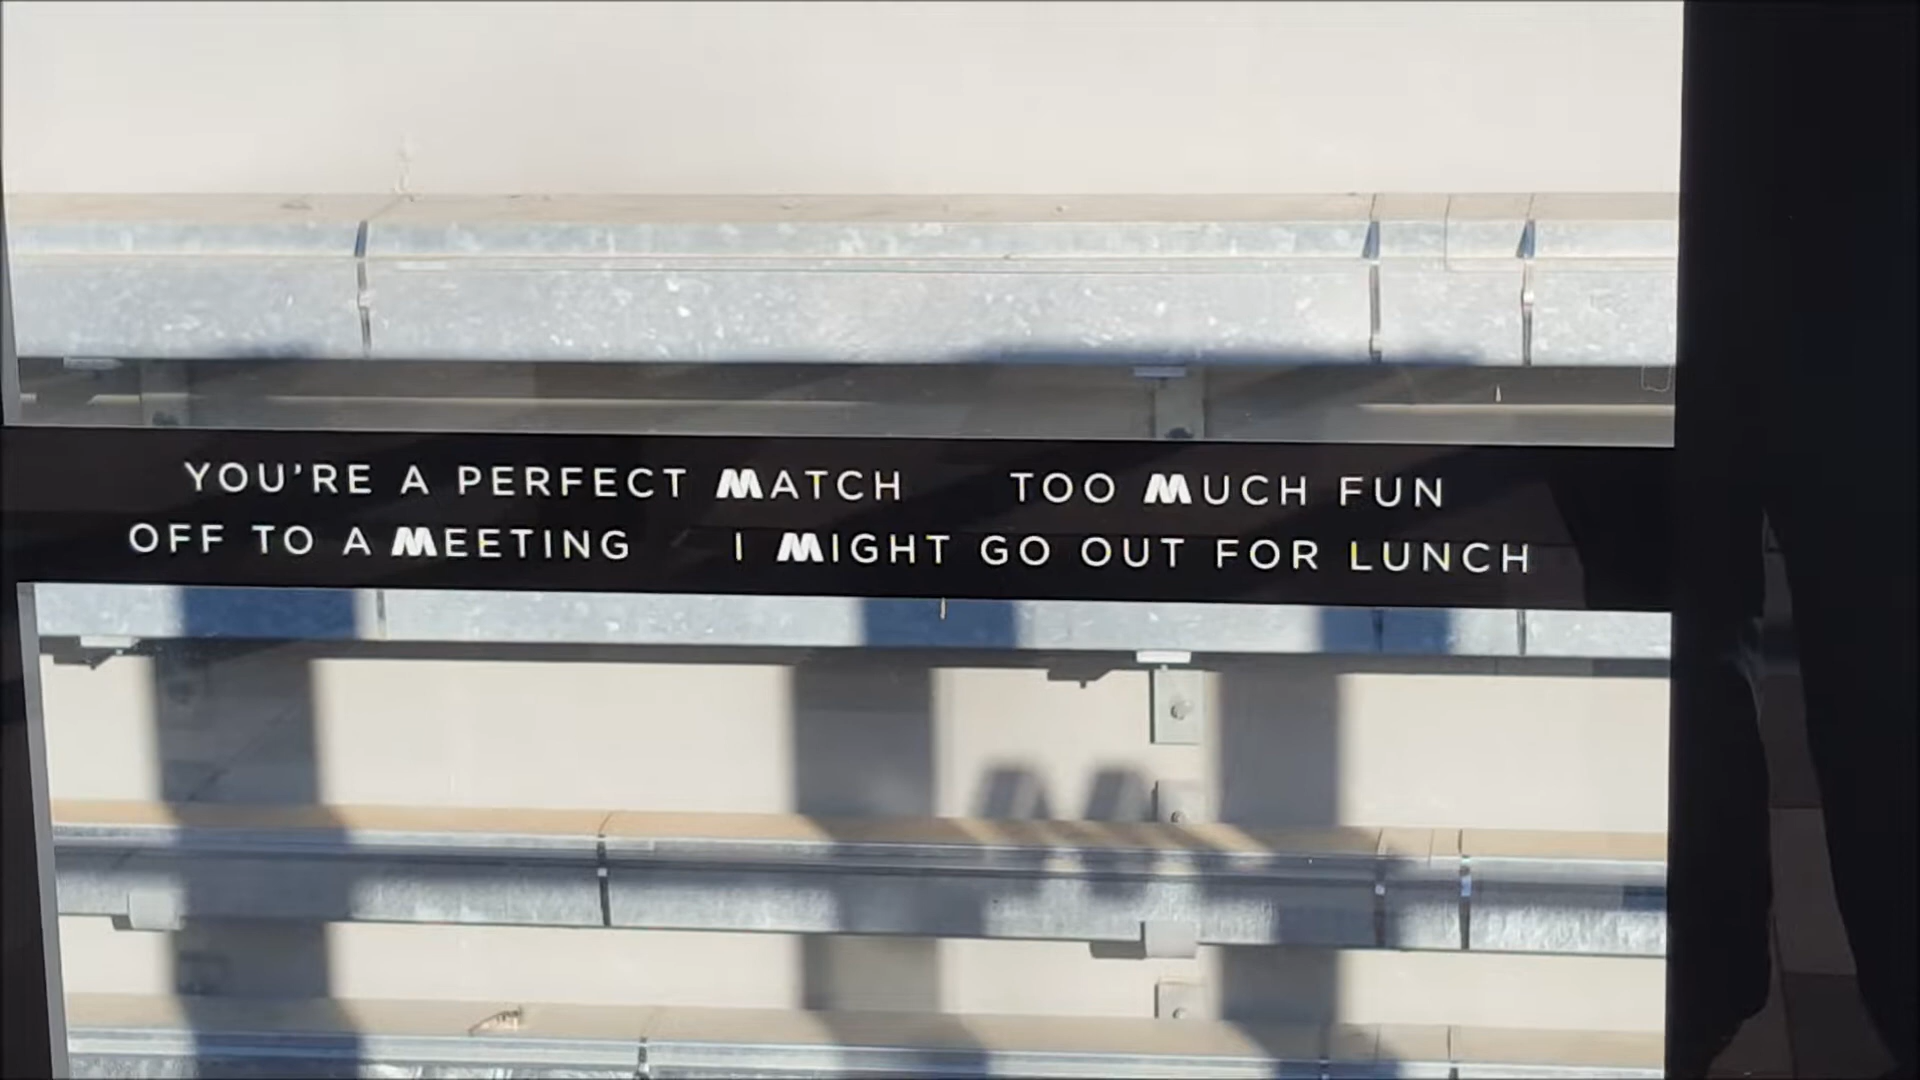 YOU'RE A PERFECT MATCH TOO MUCH FUN
OFF TO A MEETING I MIGHT GO OUT FOR LUNCH